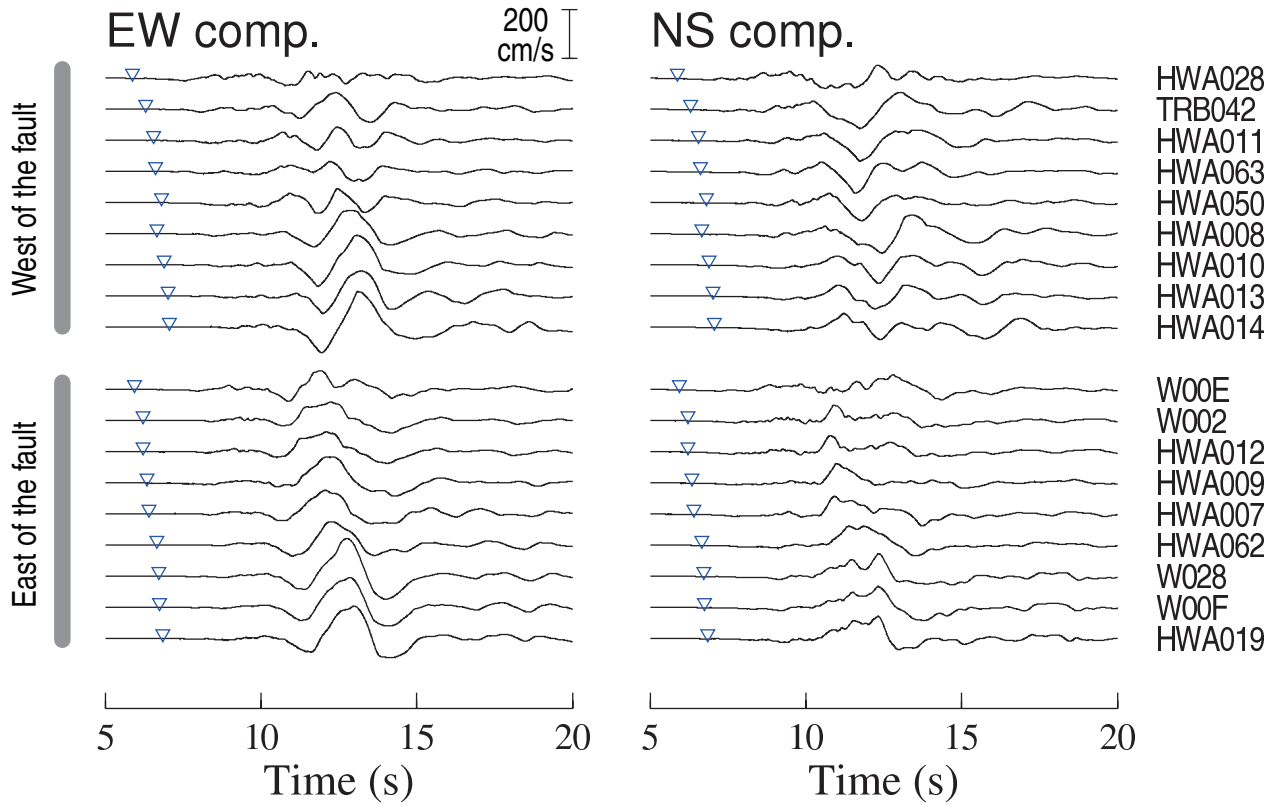 EW comp.
200
cm/s
NS comp.
West of the fault
HWA028
TRB042
HWA011
HWA063
HWA050
HWA008
HWA010
HWA013
HWA014
East of the fault
W00E
W002
HWA012
HWA009
HWA007
HWA062
W028
W00F
HWA019
5 10 15 20
Time (s)
5 10 15 20
Time (s)